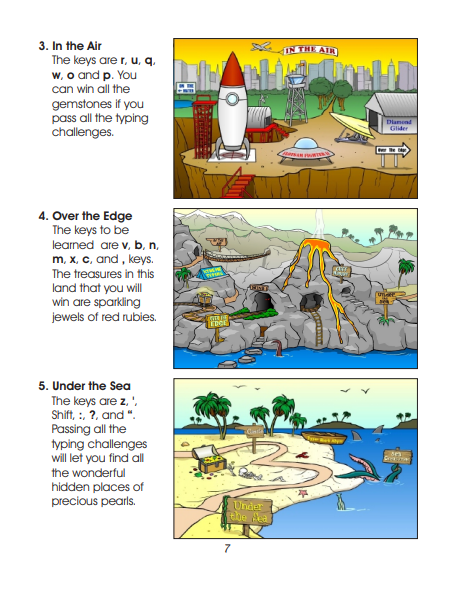 3. In the Air
The keys are r, u, q,
w, o and p. You
can win all the
gemstones if you
pass all the typing
challenges.
IN THE AIR
Diamond
Glider
Over the Edge
4. Over the Edge
The keys to be
learned are v, b, n,
m, x, c, and , keys.
The treasures in this
land that you will
win are sparkling
jewels of red rubies.
5. Under the Sea
The keys are z, ',
Shift, :, ?, and ".
Passing all the
typing challenges
will let you find all
the wonderful
hidden places of
precious pearls.
Under
the Sea
7